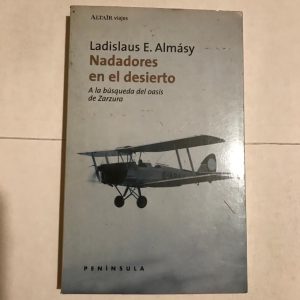 ALTAÏR viajes
Ladislaus E. Almásy
Nadadores
en el desierto
A la búsqueda del oasis
de Zarzura
PENÍNSULA